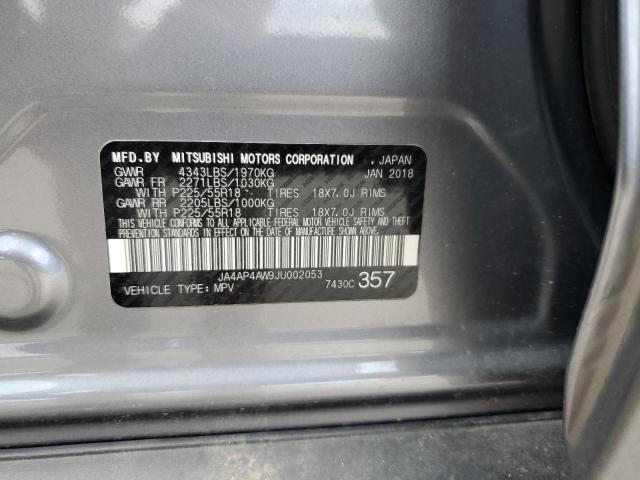 MFD.BY MITSUBISHI MOTORS CORPORATION , JAPAN
GVWR 4343LBS/1970KG JAN 2018
GAWR FR 2271LBS/1030KG
WITH P225/55R18 TIRES 18X7.0J RIMS
GAWR RR 2205LBS/1000KG
WITH P225/55R18 TIRES 18X7.0J RIMS
THIS VEHICLE CONFORMS TO ALL APPLICABLE FEDERAL MOTOR VEHICLE SAFETY AND THEFT
PREVENTION STANDARDS IN EFFECT ON THE DATE OF MANUFACTURE SHOWN ABOVE.
JA4AP4AW9JU002053 7430C 357
VEHICLE TYPE: MPV